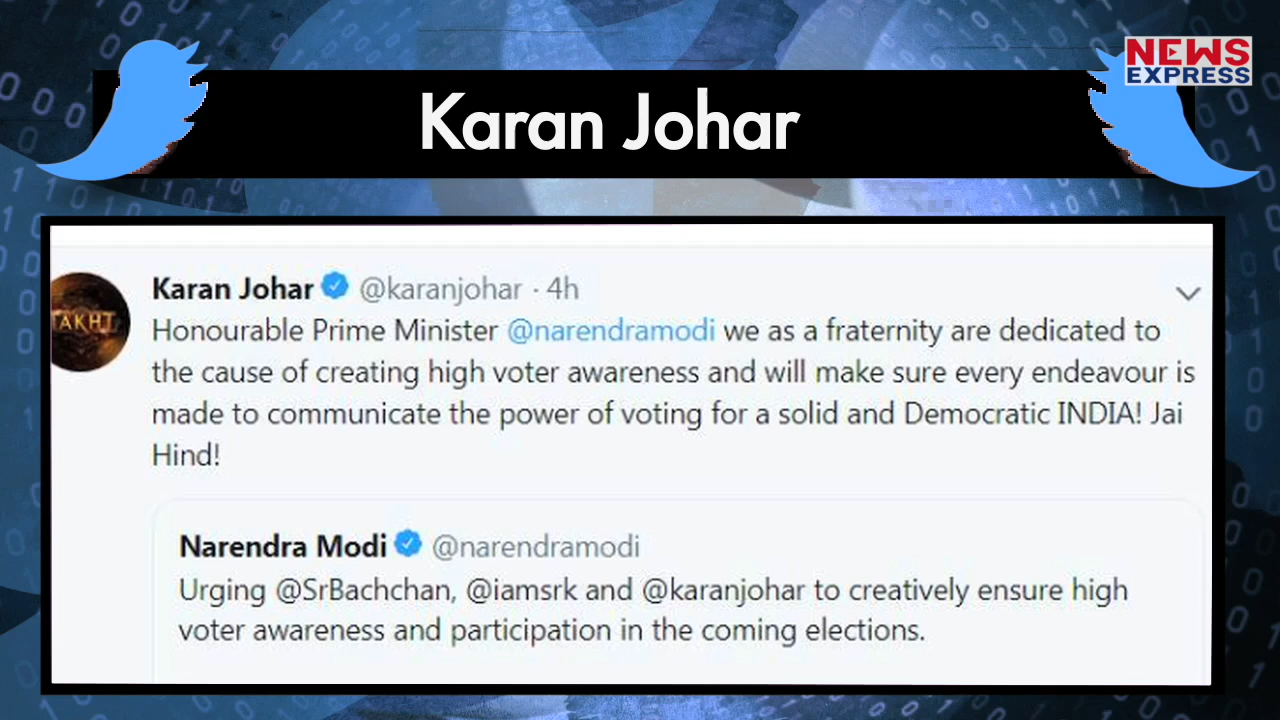 NEWS
EXPRESS
Karan Johar
Karan Johar @karanjohar · 4h
TAKHT
Honourable Prime Minister @narendramodi we as a fraternity are dedicated to
the cause of creating high voter awareness and will make sure every endeavour is
made to communicate the power of voting for a solid and Democratic INDIA! Jai
Hind!
Narendra Modi @narendramodi
Urging @SrBachchan, @iamsrk and @karanjohar to creatively ensure high
voter awareness and participation in the coming elections.